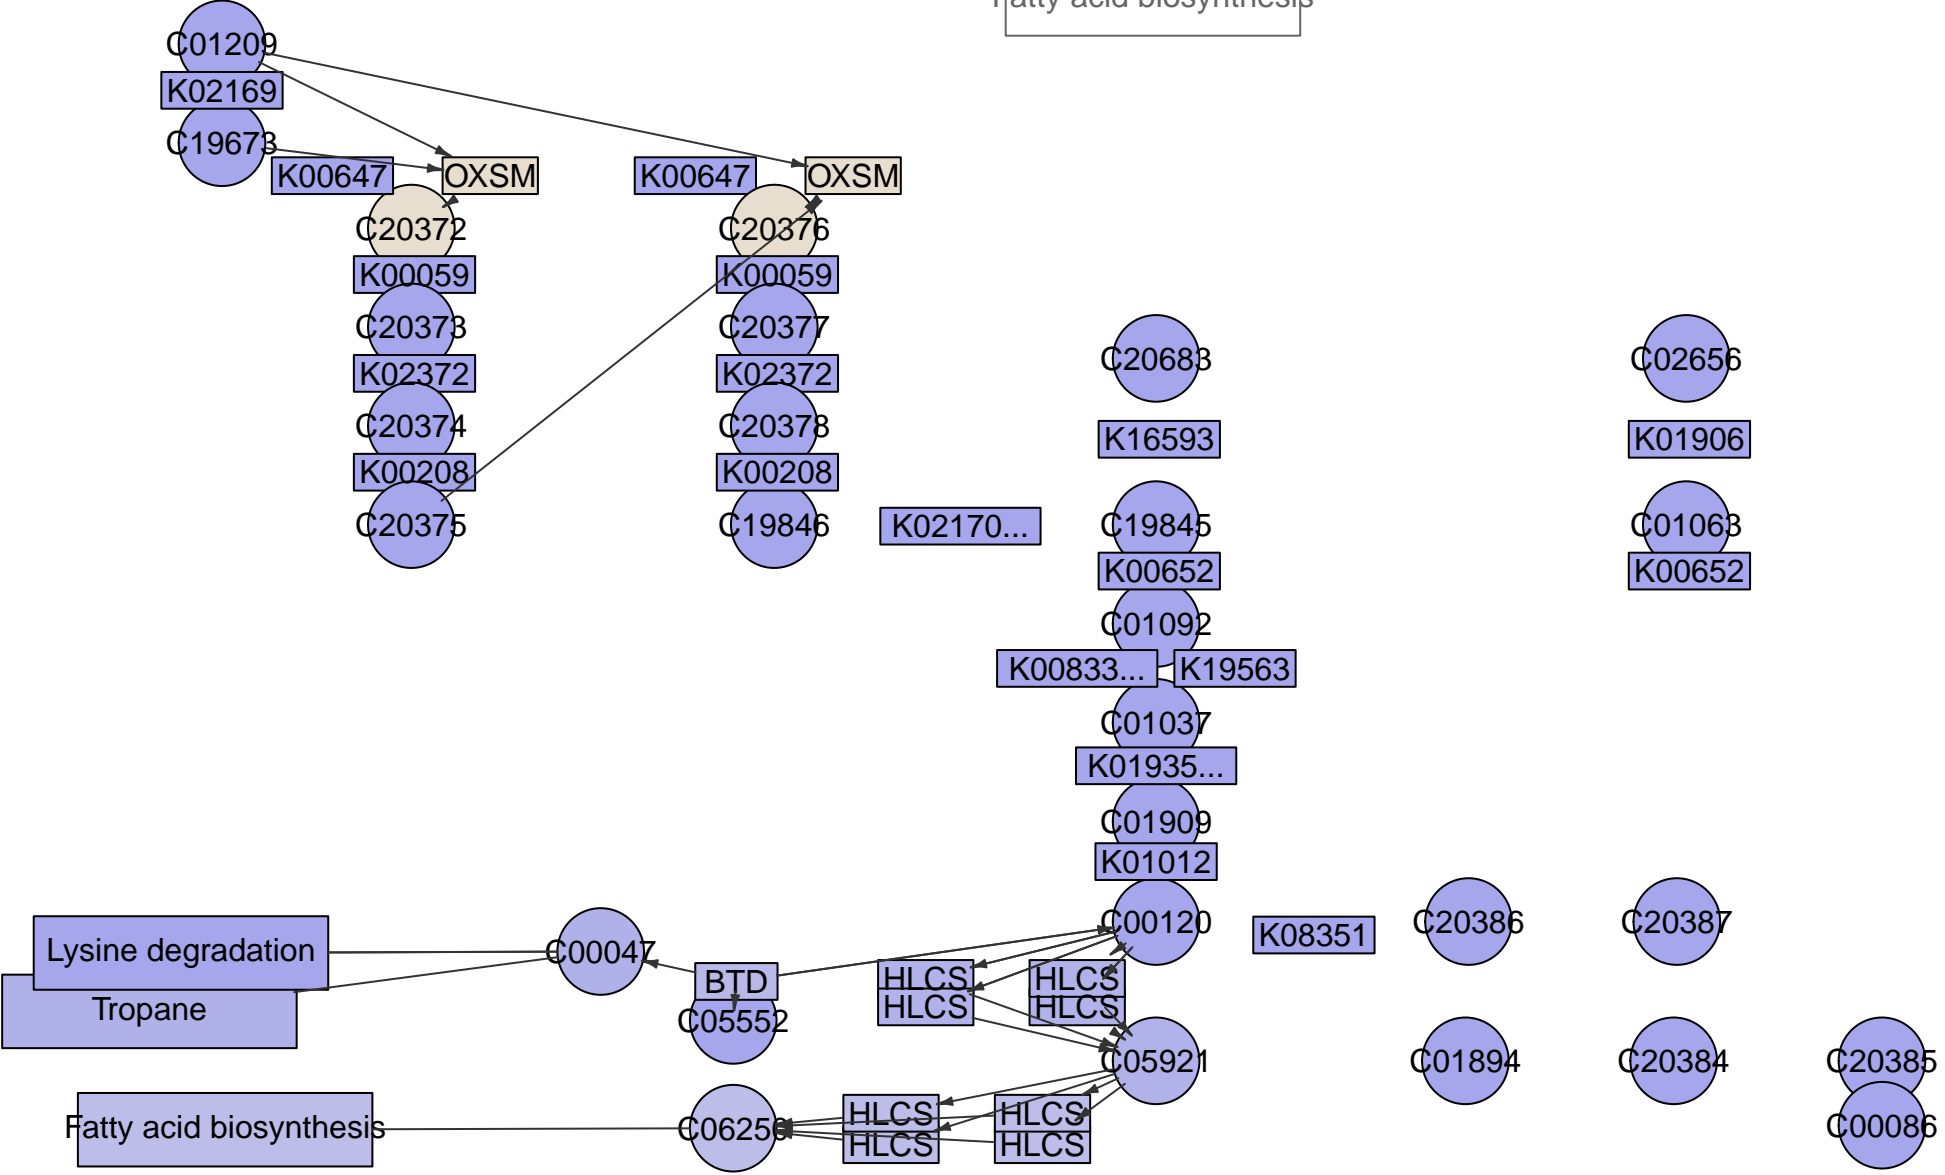 Fatty acid biosynthesis
C01209
K02169
C19673
K00647
OXSM
K00647
OXSM
C20372
C20376
K00059
K00059
C20373
C20377
C20683
C02656
K02372
K02372
C20374
C20378
K16593
K01906
K00208
K00208
C20375
C19846
K02170...
C19845
C01063
K00652
K00652
C01092
K00833...
K19563
C01037
K01935...
C01909
K01012
C00120
K08351
C20386
C20387
Lysine degradation
C00047
BTD
HLCS
HLCS
Tropane
HLCS
HLCS
C05552
C05921
C01894
C20384
C20385
HLCS
HLCS
Fatty acid biosynthesis
C06250
C00086
HLCS
HLCS